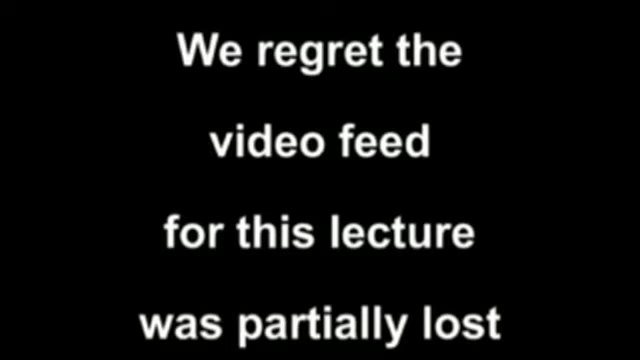 We regret the
video feed
for this lecture
was partially lost